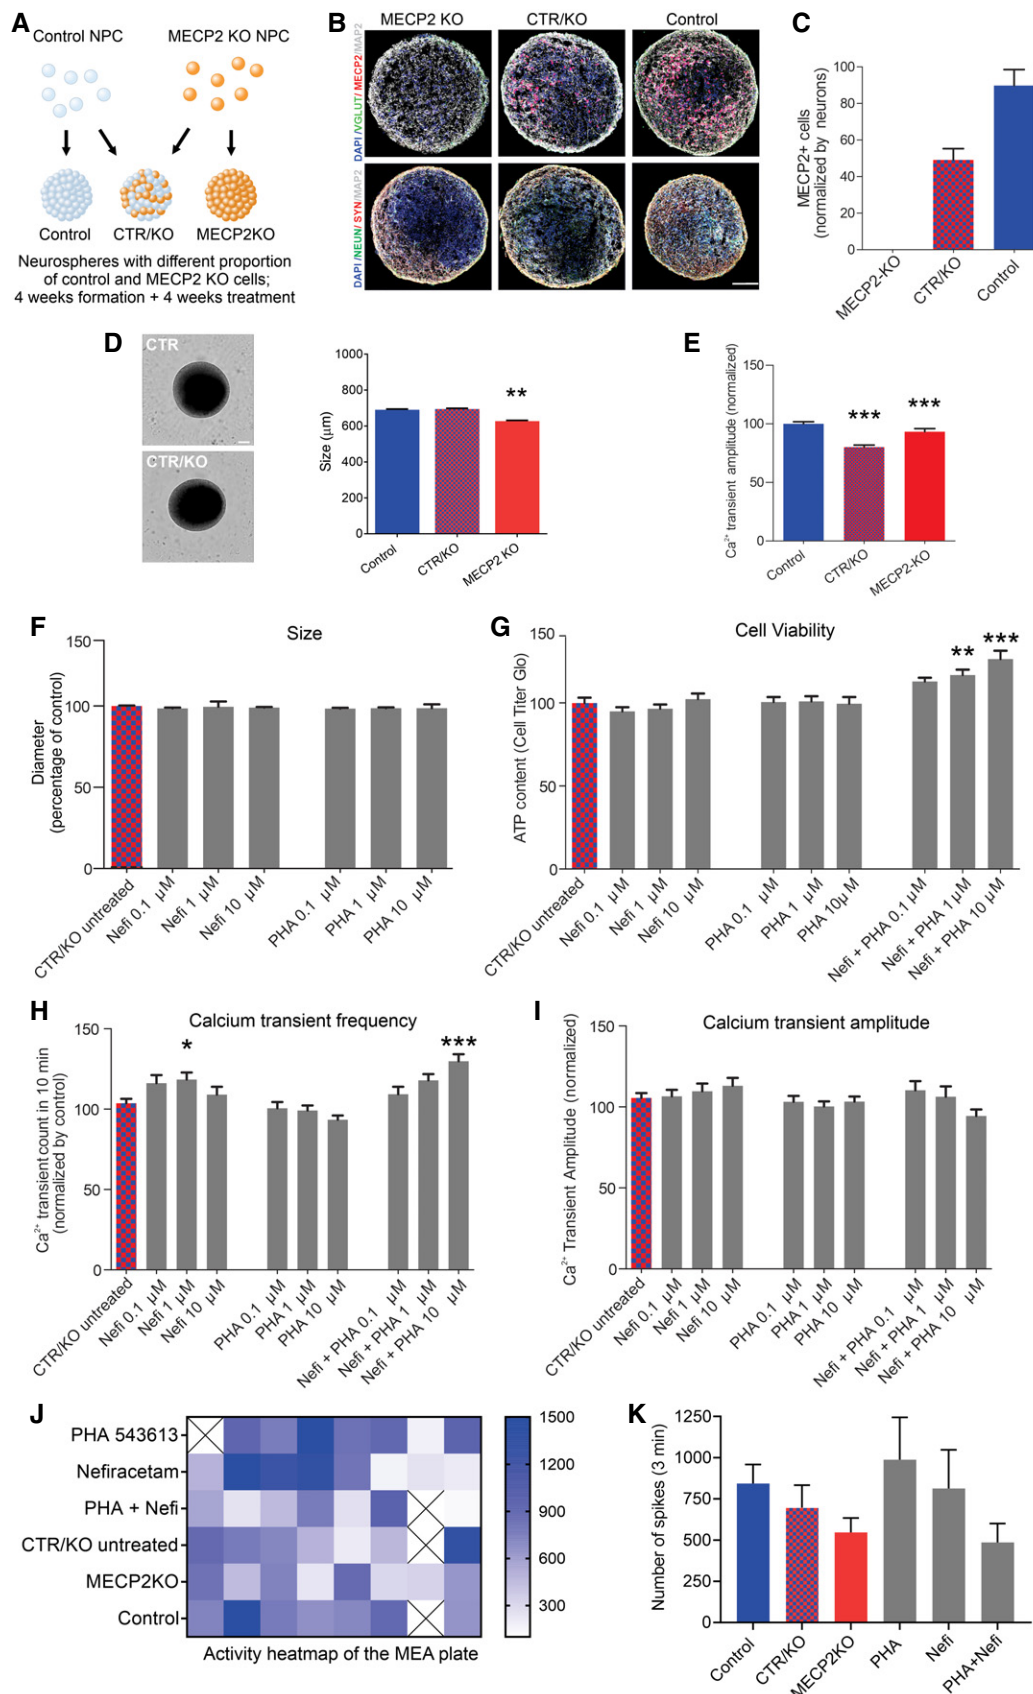 A
Control NPC
MECP2 KO NPC
Control
CTR/KO
MECP2KO
Neurospheres with different proportion
of control and MECP2 KO cells;
4 weeks formation + 4 weeks treatment
B
MECP2 KO
CTR/KO
Control
DAPI /VGLUT/ MECP2/MAP2
DAPI /NEUN/ SYN/MAP2
C
MECP2+ cells
(normalized by neurons)
100
80
60
40
20
0
MECP2-KO
CTR/KO
Control
D
CTR
CTR/KO
Size (µm)
1000
800
600
400
200
0
**
Control
CTR/KO
MECP2 KO
E
Ca²⁺ transient amplitude (normalized)
150
100
50
0
***
***
Control
CTR/KO
MECP2-KO
F
Size
Diameter
(percentage of control)
150
100
50
0
CTR/KO untreated
Nefi 0.1 µM
Nefi 1 µM
Nefi 10 µM
PHA 0.1 µM
PHA 1 µM
PHA 10 µM
G
Cell Viability
ATP content (Cell Titer Glo)
150
100
50
0
**
***
CTR/KO untreated
Nefi 0.1 µM
Nefi 1 µM
Nefi 10 µM
PHA 0.1 µM
PHA 1 µM
PHA 10µM
Nefi + PHA 0.1 µM
Nefi + PHA 1 µM
Nefi + PHA 10 µM
H
Calcium transient frequency
Ca²⁺ transient count in 10 min
(normalized by control)
150
100
50
0
*
***
CTR/KO untreated
Nefi 0.1 µM
Nefi 1 µM
Nefi 10 µM
PHA 0.1 µM
PHA 1 µM
PHA 10 µM
Nefi + PHA 0.1 µM
Nefi + PHA 1 µM
Nefi + PHA 10 µM
I
Calcium transient amplitude
Ca²⁺ Transient Amplitude (normalized)
150
100
50
0
CTR/KO untreated
Nefi 0.1 µM
Nefi 1 µM
Nefi 10 µM
PHA 0.1 µM
PHA 1 µM
PHA 10 µM
Nefi + PHA 0.1 µM
Nefi + PHA 1 µM
Nefi + PHA 10 µM
J
PHA 543613
Nefiracetam
PHA + Nefi
CTR/KO untreated
MECP2KO
Control
1500
1200
900
600
300
Activity heatmap of the MEA plate
K
Number of spikes (3 min)
1250
1000
750
500
250
0
Control
CTR/KO
MECP2KO
PHA
Nefi
PHA+Nefi